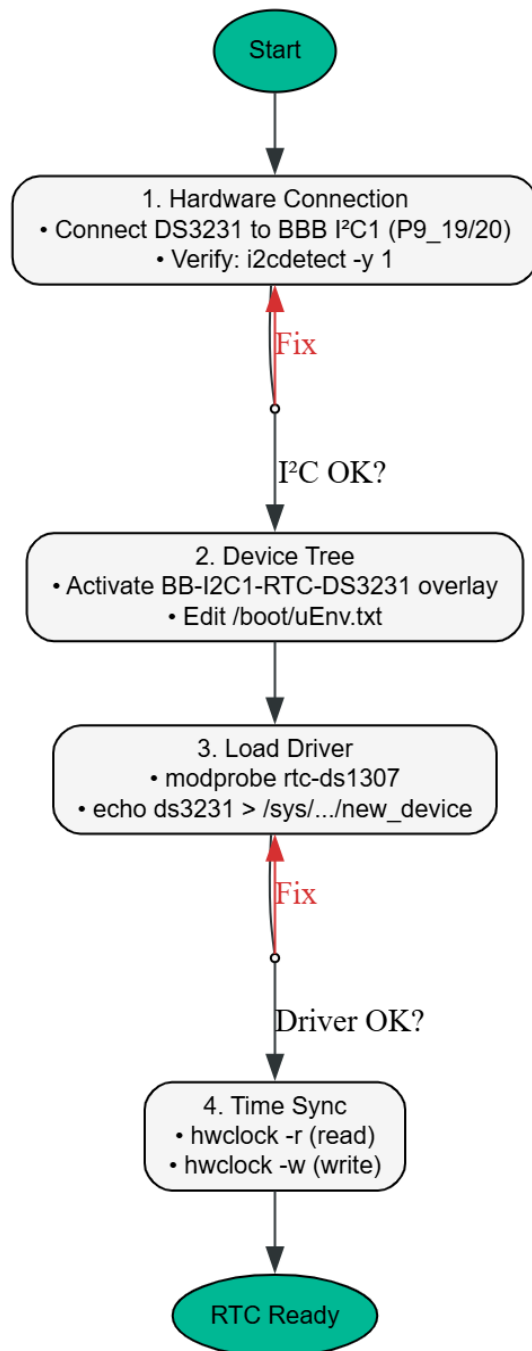 Start
1. Hardware Connection
• Connect DS3231 to BBB I²C1 (P9_19/20)
• Verify: i2cdetect -y 1
Fix
I²C OK?
2. Device Tree
• Activate BB-I2C1-RTC-DS3231 overlay
• Edit /boot/uEnv.txt
3. Load Driver
• modprobe rtc-ds1307
• echo ds3231 > /sys/.../new_device
Fix
Driver OK?
4. Time Sync
• hwclock -r (read)
• hwclock -w (write)
RTC Ready